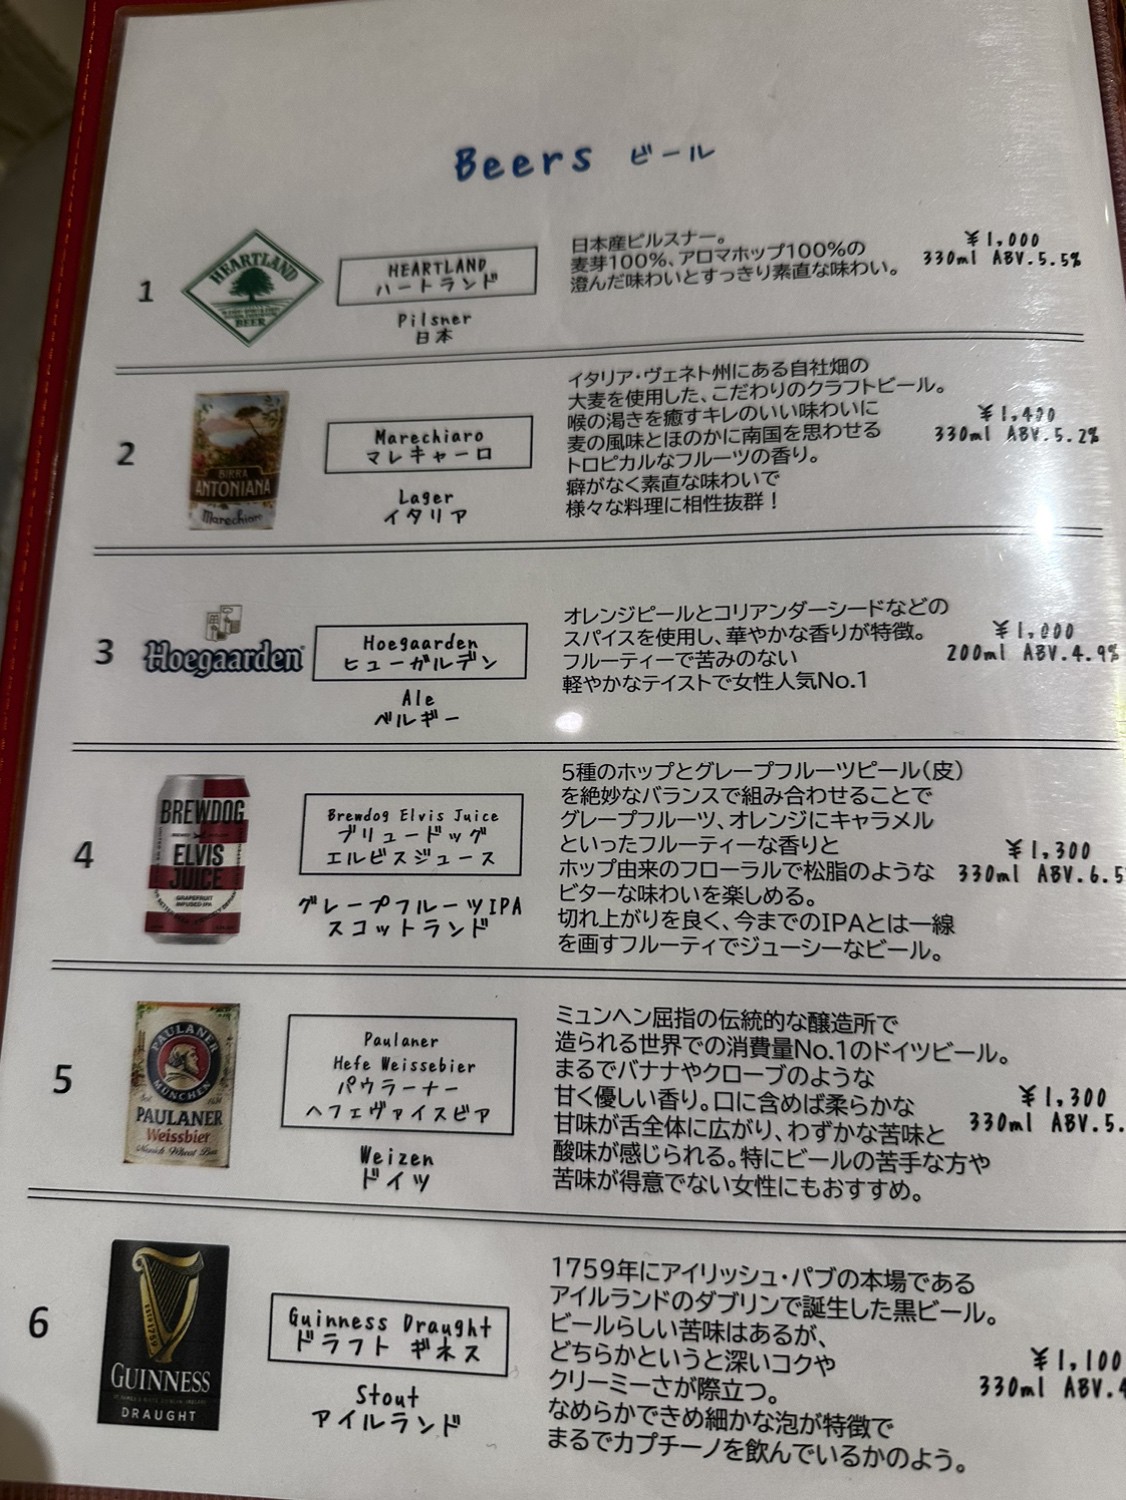 Beers ビール
1
HEARTLAND
BEER
HEARTLAND
ハートランド
Pilsner
日本
日本産ピルスナー。
麦芽100%、アロマホップ100%の
澄んだ味わいとすっきり素直な味わい。
¥1,000
330ml ABV.5.5%
2
BIRRA
ANTONIANA
Marechiaro
Marechiaro
マレキャーロ
Lager
イタリア
イタリア・ヴェネト州にある自社畑の
大麦を使用した、こだわりのクラフトビール。
喉の渇きを癒すキレのいい味わいに
麦の風味とほのかに南国を思わせる
トロピカルなフルーツの香り。
癖がなく素直な味わいで
様々な料理に相性抜群！
¥1,400
330ml ABV.5.2%
3
Hoegaarden
Hoegaarden
ヒューガルデン
Ale
ベルギー
オレンジピールとコリアンダーシードなどの
スパイスを使用し、華やかな香りが特徴。
フルーティーで苦みのない
軽やかなテイストで女性人気No.1
¥1,000
200ml ABV.4.9%
4
BREWDOG
ELVIS
JUICE
GRAPEFRUIT
INFUSED IPA
Brewdog Elvis Juice
ブリュードッグ
エルビスジュース
グレープフルーツIPA
スコットランド
5種のホップとグレープフルーツピール（皮）
を絶妙なバランスで組み合わせることで
グレープフルーツ、オレンジにキャラメル
といったフルーティーな香りと
ホップ由来のフローラルで松脂のような
ビターな味わいを楽しめる。
切れ上がりを良く、今までのIPAとは一線
を画すフルーティでジューシーなビール。
¥1,300
330ml ABV.6.5
5
PAULANER
MÜNCHEN
PAULANER
Weissbier
Munich Wheat Beer
Paulaner
Hefe Weissebier
パウラーナー
ヘフェヴァイスビア
Weizen
ドイツ
ミュンヘン屈指の伝統的な醸造所で
造られる世界での消費量No.1のドイツビール。
まるでバナナやクローブのような
甘く優しい香り。口に含めば柔らかな
甘味が舌全体に広がり、わずかな苦味と
酸味が感じられる。特にビールの苦手な方や
苦味が得意でない女性にもおすすめ。
¥1,300
330ml ABV.5.
6
GUINNESS
DRAUGHT
Guinness Draught
ドラフト ギネス
Stout
アイルランド
1759年にアイリッシュ・パブの本場である
アイルランドのダブリンで誕生した黒ビール。
ビールらしい苦味はあるが、
どちらかというと深いコクや
クリーミーさが際立つ。
なめらかできめ細かな泡が特徴で
まるでカプチーノを飲んでいるかのよう。
¥1,100
330ml ABV.4